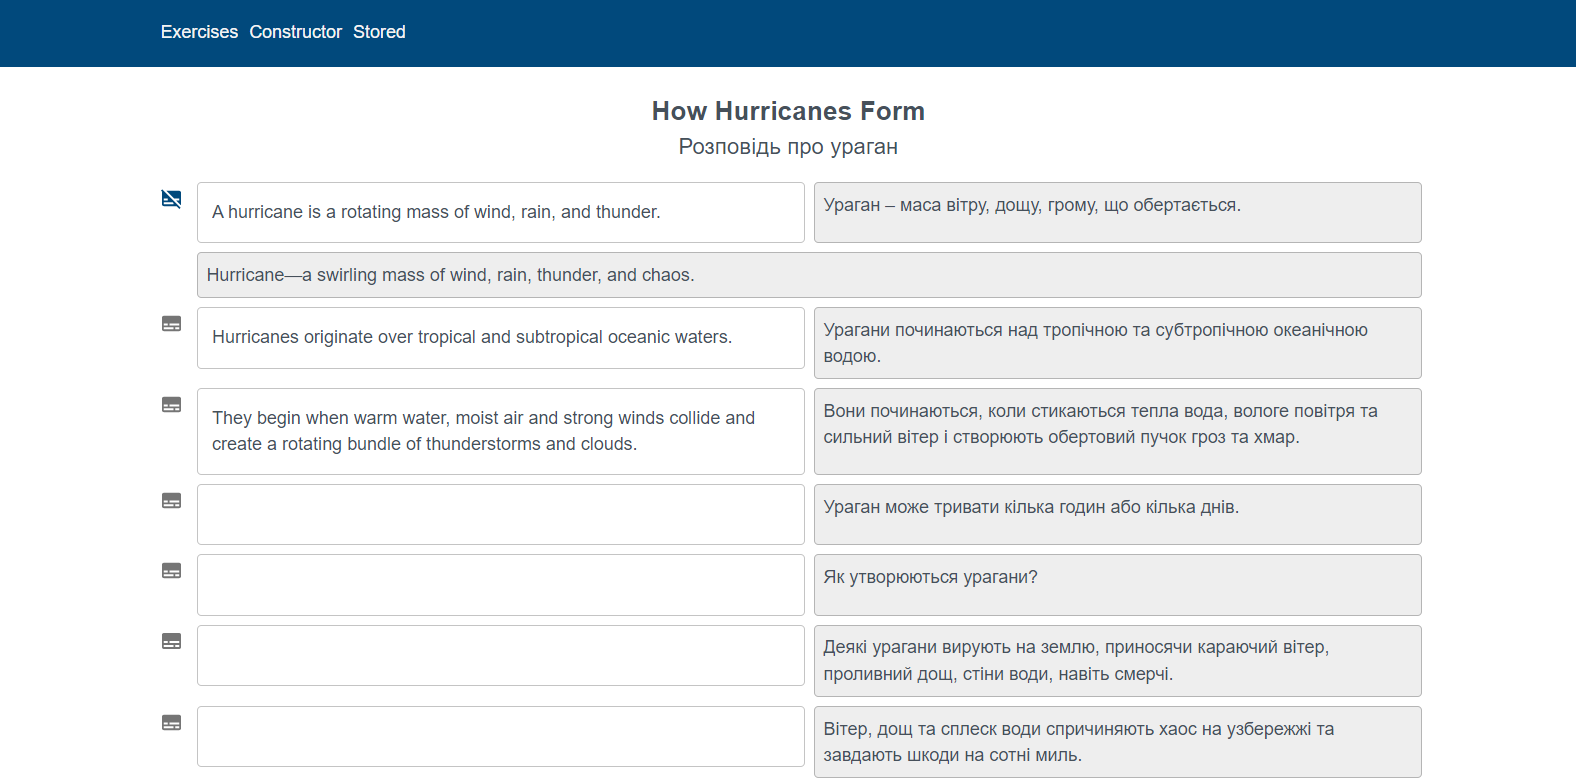 Exercises Constructor Stored
How Hurricanes Form
Розповідь про ураган
A hurricane is a rotating mass of wind, rain, and thunder.
Ураган – маса вітру, дощу, грому, що обертається.
Hurricane—a swirling mass of wind, rain, thunder, and chaos.
Hurricanes originate over tropical and subtropical oceanic waters.
Урагани починаються над тропічною та субтропічною океанічною
водою.
They begin when warm water, moist air and strong winds collide and
create a rotating bundle of thunderstorms and clouds.
Вони починаються, коли стикаються тепла вода, вологе повітря та
сильний вітер і створюють обертовий пучок гроз та хмар.
Ураган може тривати кілька годин або кілька днів.
Як утворюються урагани?
Деякі урагани вирують на землю, приносячи караючий вітер,
проливний дощ, стіни води, навіть смерчі.
Вітер, дощ та сплеск води спричиняють хаос на узбережжі та
завдають шкоди на сотні миль.